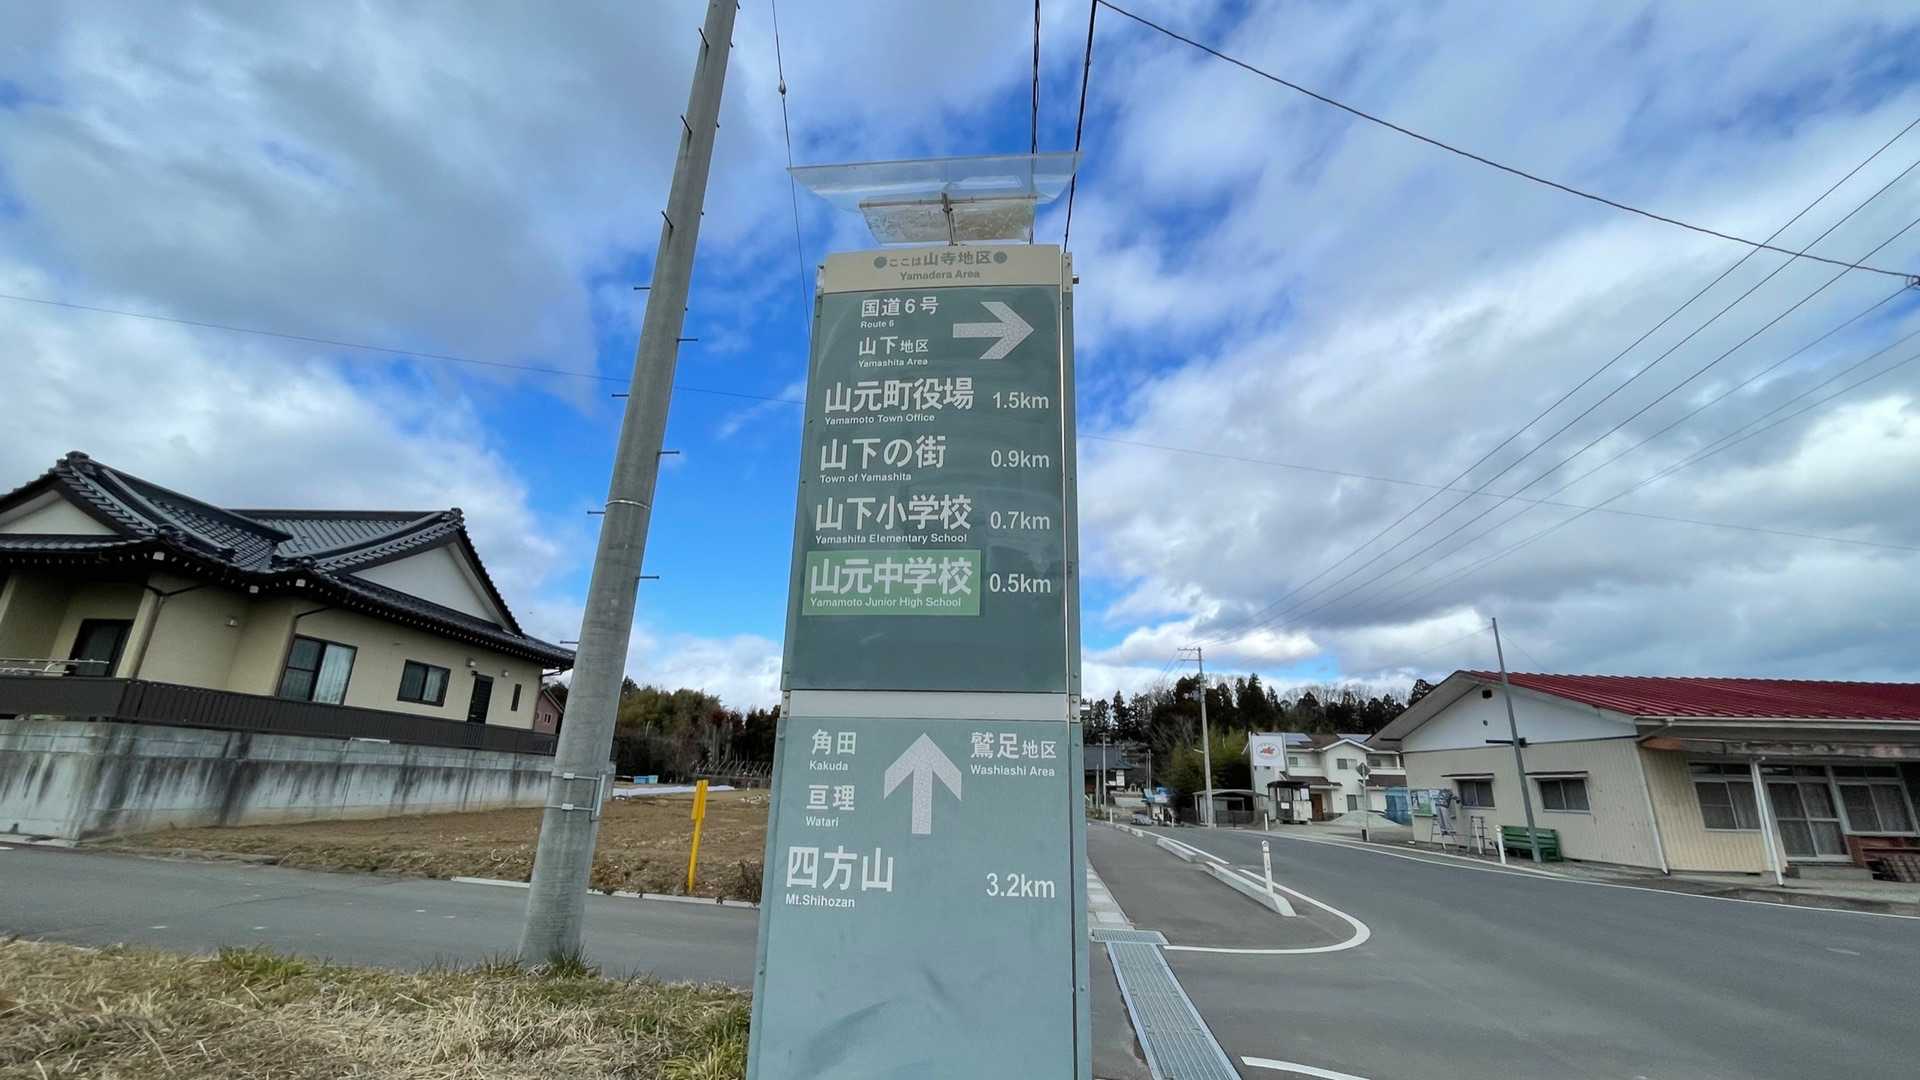 ●ここは山寺地区●
Yamadera Area
国道6号
Route 6
山下地区
Yamashita Area
山元町役場 1.5km
Yamamoto Town Office
山下の街 0.9km
Town of Yamashita
山下小学校 0.7km
Yamashita Elementary School
山元中学校 0.5km
Yamamoto Junior High School
角田
Kakuda
鷲足地区
Washiashi Area
亘理
Watari
四方山 3.2km
Mt.Shihozan